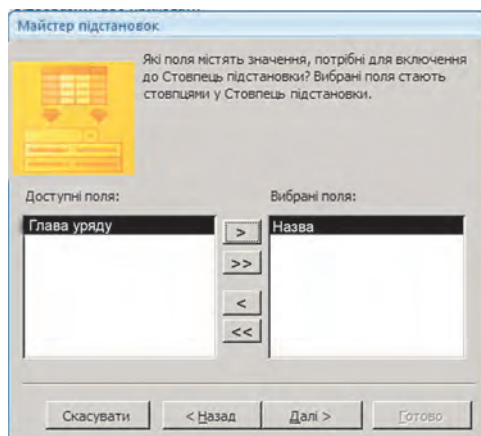 Майстер підстановок
Які поля містять значення, потрібні для включення
до Стовпець підстановки? Вибрані поля стають
стовпцями у Стовпець підстановки.
Доступні поля:
Вибрані поля:
Глава уряду
Назва
>
>>
<
<<
Скасувати
< Назад
Далі >
Готово